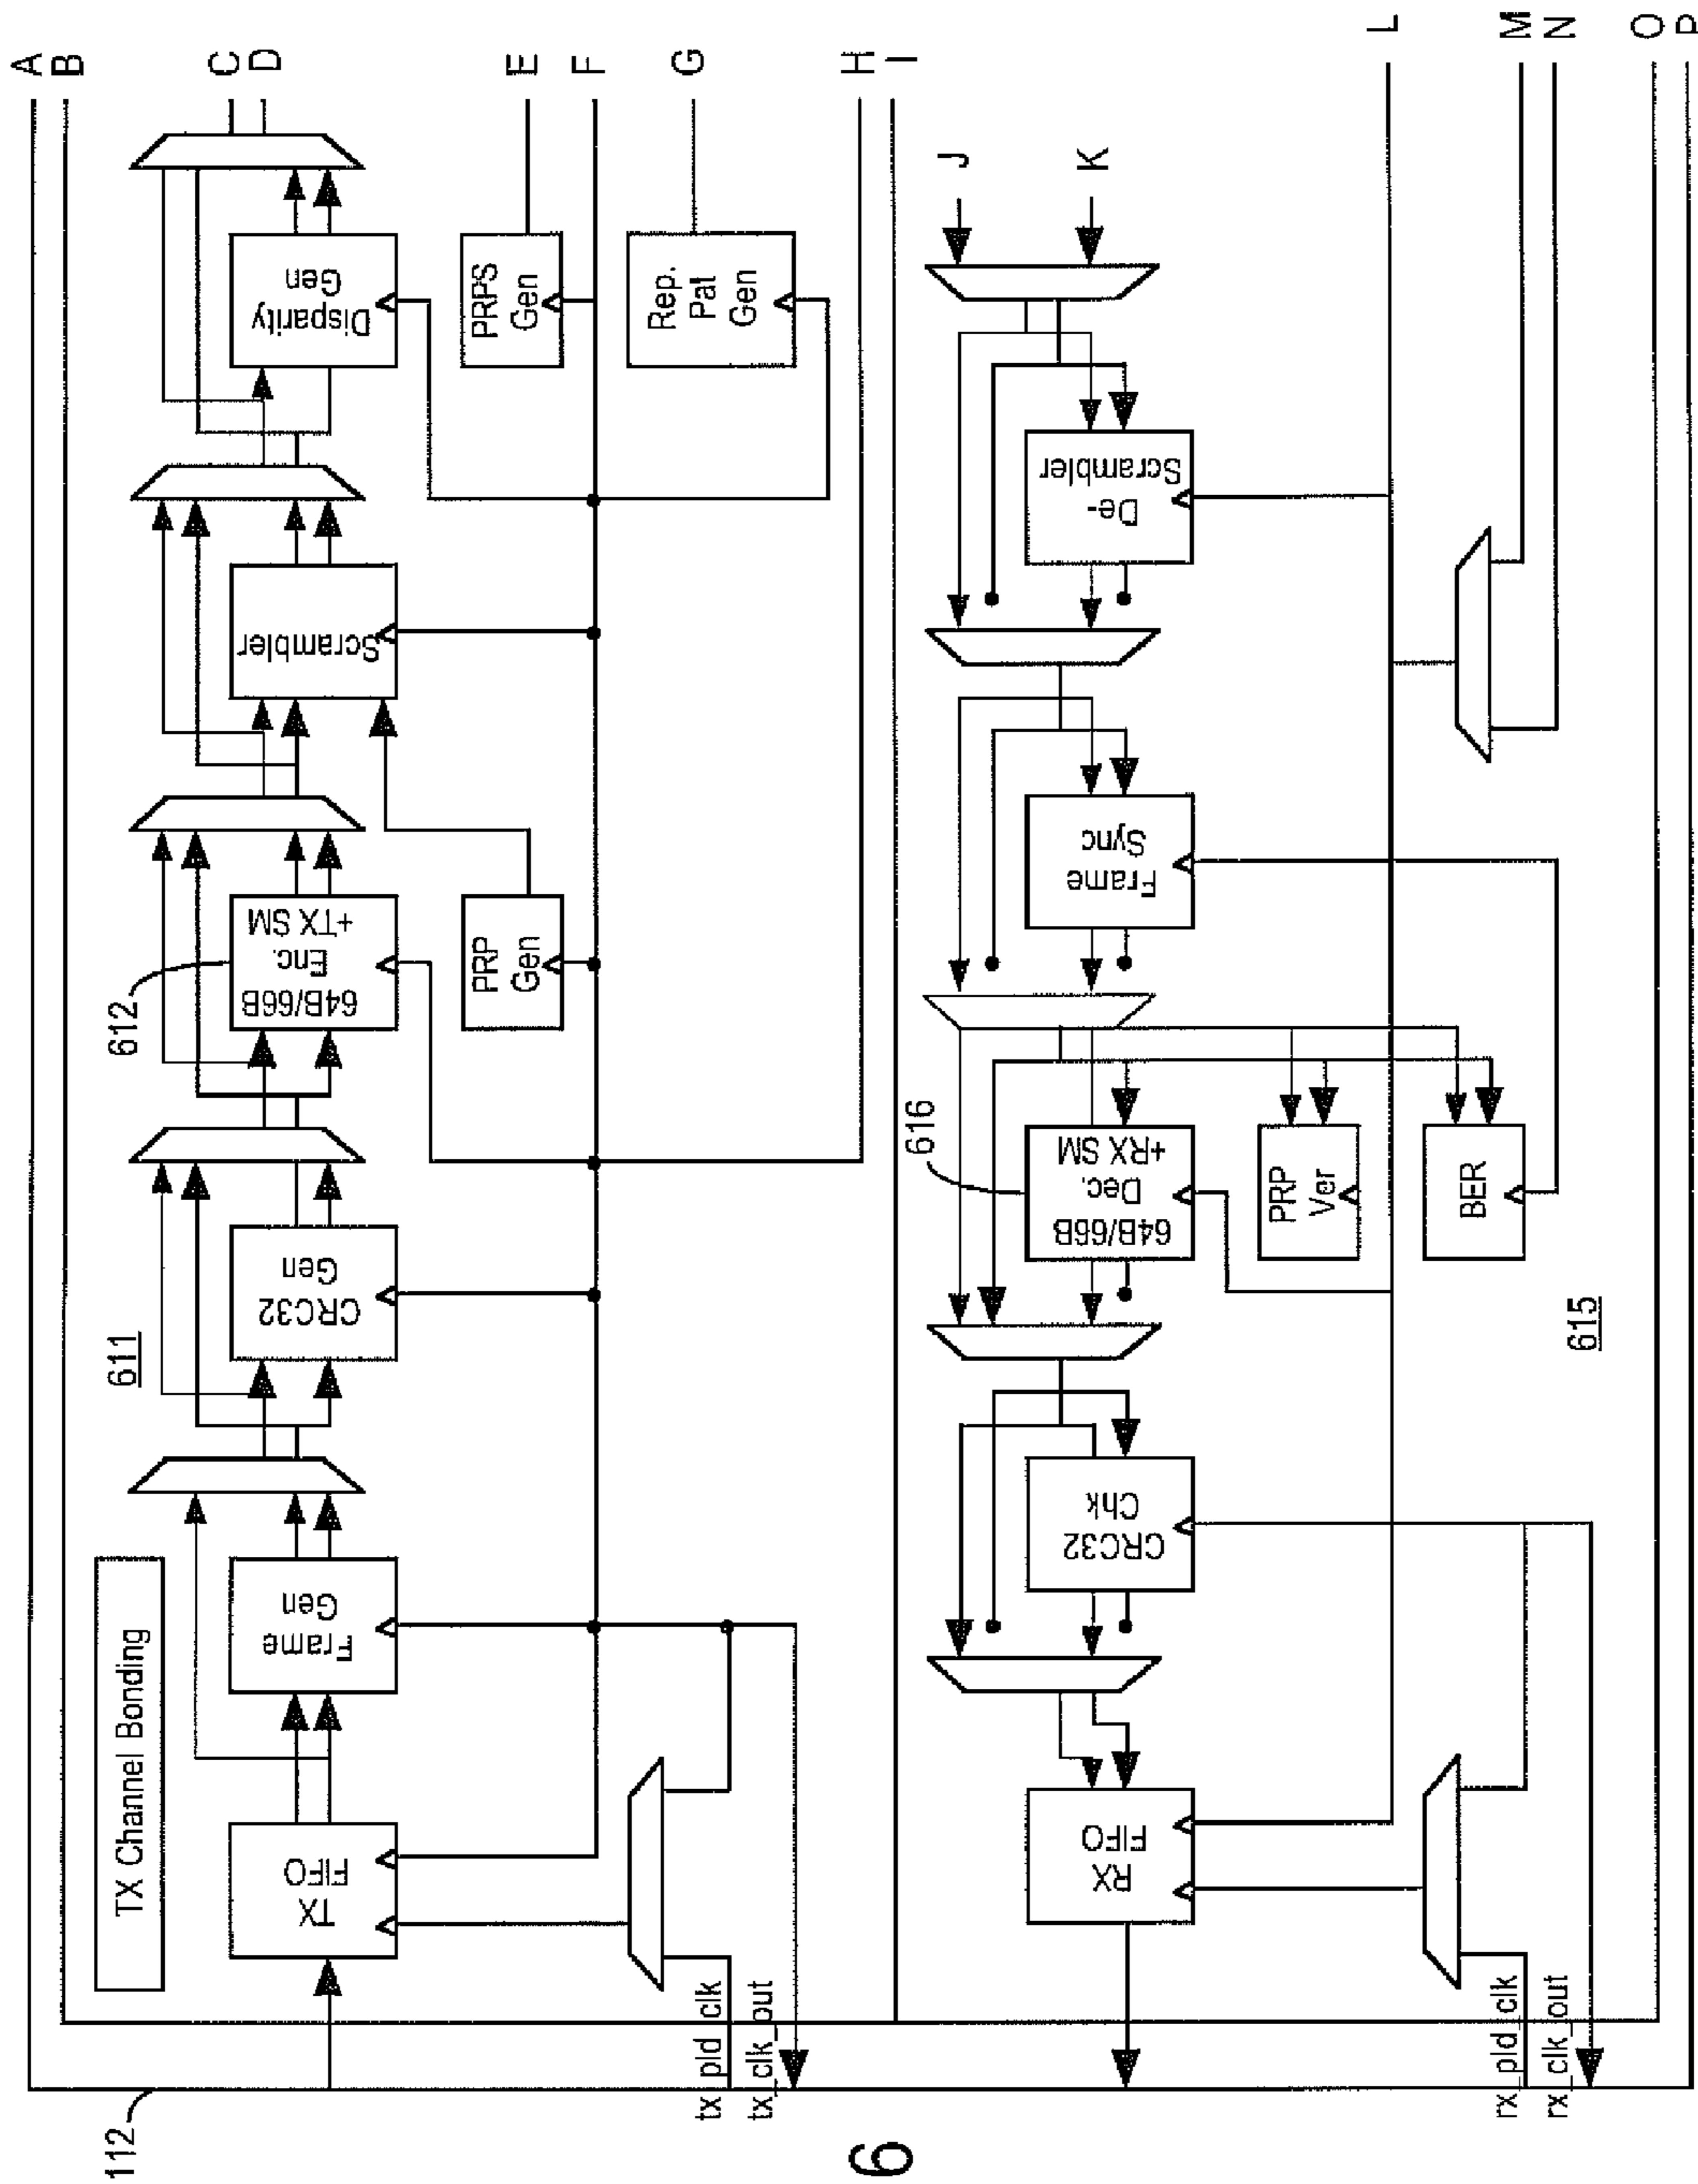 A
B
C
D
E
F
G
H
I
J
K
L
M
N
O
P
112
TX Channel Bonding
TX
FIFO
Frame
Gen
611
CRC32
Gen
612
64B/66B
Enc.
+TX SM
Scrambler
Disparity
Gen
PRP
Gen
PRPS
Gen
Rep.
Pat
Gen
tx_pld_clk
tx_clk_out
RX
FIFO
CRC32
Chk
616
64B/66B
Dec.
+RX SM
Frame
Sync
De-
Scrambler
PRP
Ver
BER
615
rx_pld_clk
rx_clk_out
6